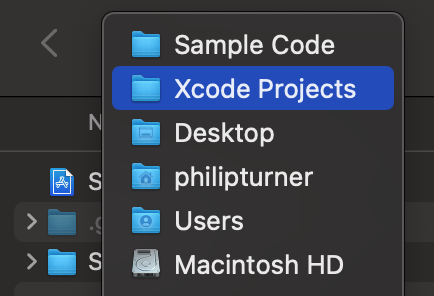 Sample Code
Xcode Projects
Desktop
philipturner
Users
Macintosh HD
N
S
.g
S